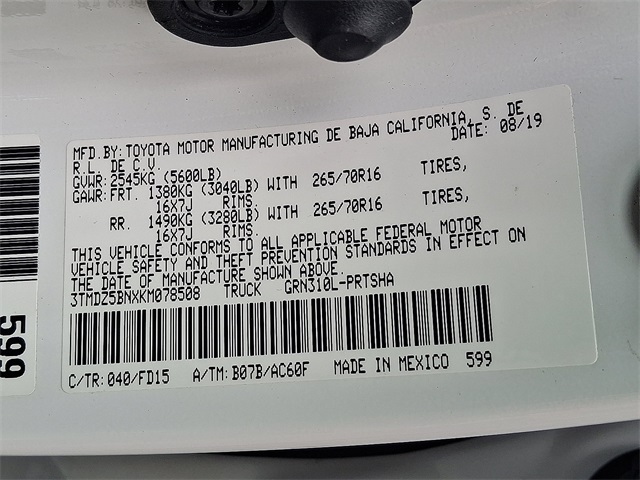 MFD.BY:TOYOTA MOTOR MANUFACTURING DE BAJA CALIFORNIA, S. DE
R.L. DE C.V. DATE: 08/19
GVWR:2545KG (5600LB)
GAWR:FRT. 1380KG (3040LB) WITH 265/70R16 TIRES,
16X7J RIMS.
RR. 1490KG (3280LB) WITH 265/70R16 TIRES,
16X7J RIMS.
THIS VEHICLE CONFORMS TO ALL APPLICABLE FEDERAL MOTOR
VEHICLE SAFETY AND THEFT PREVENTION STANDARDS IN EFFECT ON
THE DATE OF MANUFACTURE SHOWN ABOVE.
3TMDZ5BNXKM078508 TRUCK GRN310L-PRTSHA
C/TR:040/FD15 A/TM:B07B/AC60F MADE IN MEXICO 599
599